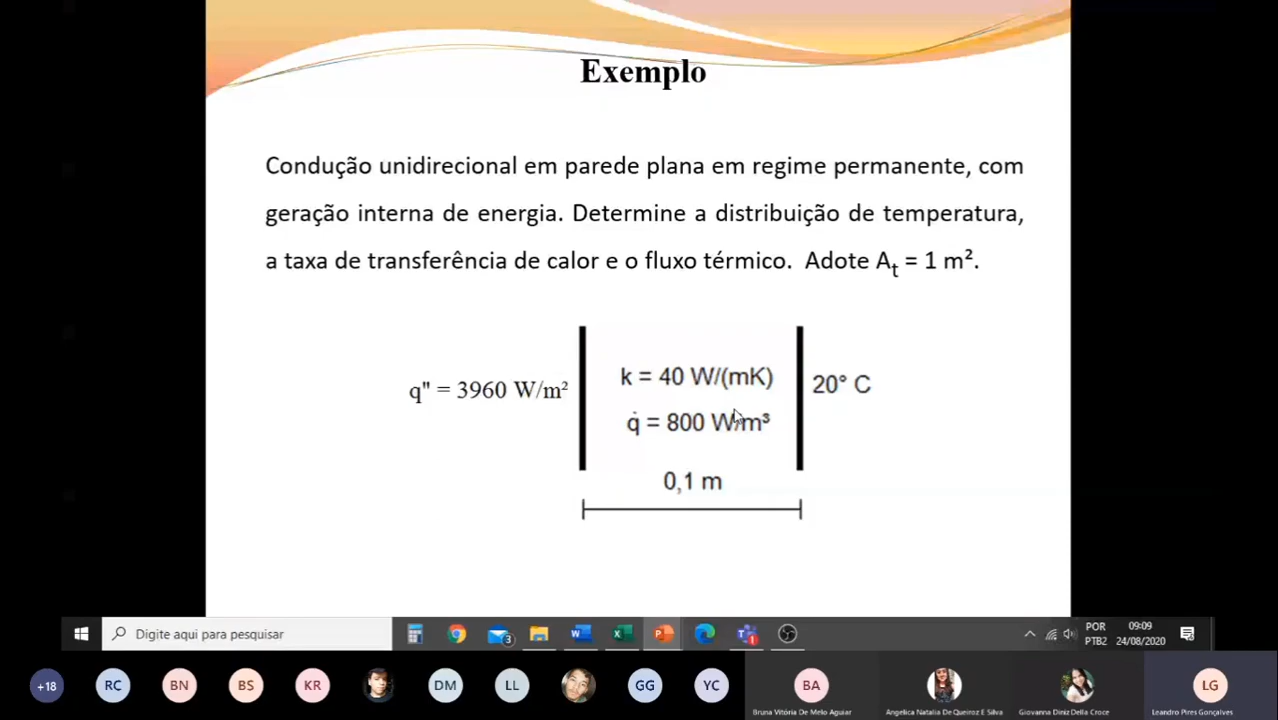 Exemplo
Condução unidirecional em parede plana em regime permanente, com
geração interna de energia. Determine a distribuição de temperatura,
a taxa de transferência de calor e o fluxo térmico. Adote Aₜ = 1 m².
q" = 3960 W/m²
k = 40 W/(mK)
20° C
q̇ = 800 W/m³
0,1 m
Digite aqui para pesquisar
3
1
POR
PTB2
09:09
24/08/2020
+18
RC
BN
BS
KR
DM
LL
GG
YC
BA
LG
Bruna Vitória De Melo Aguiar
Angelica Natalia De Queiroz E Silva
Giovanna Diniz Della Croce
Leandro Pires Gonçalves